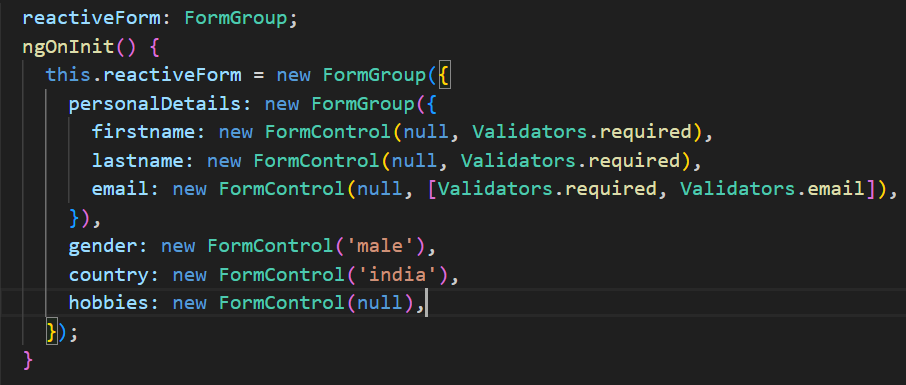 reactiveForm: FormGroup;
ngOnInit() {
  this.reactiveForm = new FormGroup({
    personalDetails: new FormGroup({
      firstname: new FormControl(null, Validators.required),
      lastname: new FormControl(null, Validators.required),
      email: new FormControl(null, [Validators.required, Validators.email]),
    }),
    gender: new FormControl('male'),
    country: new FormControl('india'),
    hobbies: new FormControl(null),
  });
}